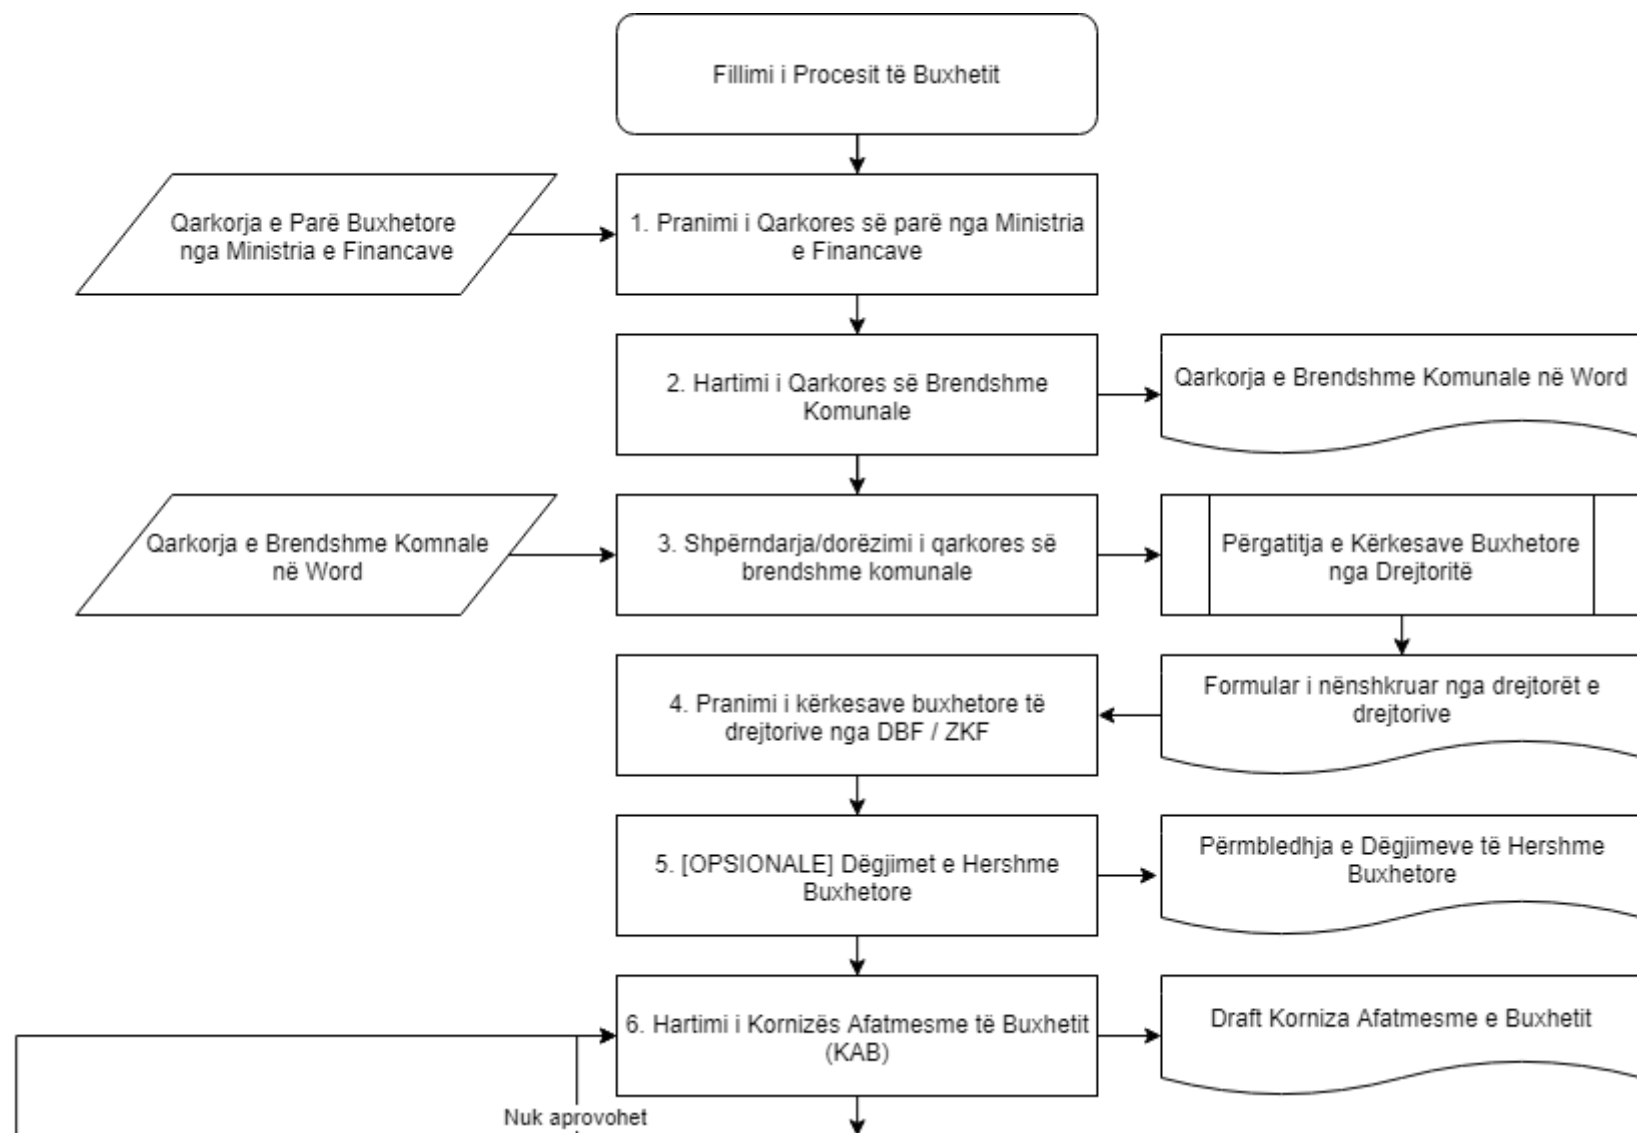 Fillimi i Procesit të Buxhetit
Qarkorja e Parë Buxhetore
nga Ministria e Financave
1. Pranimi i Qarkores së parë nga Ministria
e Financave
2. Hartimi i Qarkores së Brendshme
Komunale
Qarkorja e Brendshme Komunale në Word
Qarkorja e Brendshme Komnale
në Word
3. Shpërndarja/dorëzimi i qarkores së
brendshme komunale
Përgatitja e Kërkesave Buxhetore
nga Drejtoritë
4. Pranimi i kërkesave buxhetore të
drejtorive nga DBF / ZKF
Formular i nënshkruar nga drejtorët e
drejtorive
5. [OPSIONALE] Dëgjimet e Hershme
Buxhetore
Përmbledhja e Dëgjimeve të Hershme
Buxhetore
6. Hartimi i Kornizës Afatmesme të Buxhetit
(KAB)
Draft Korniza Afatmesme e Buxhetit
Nuk aprovohet